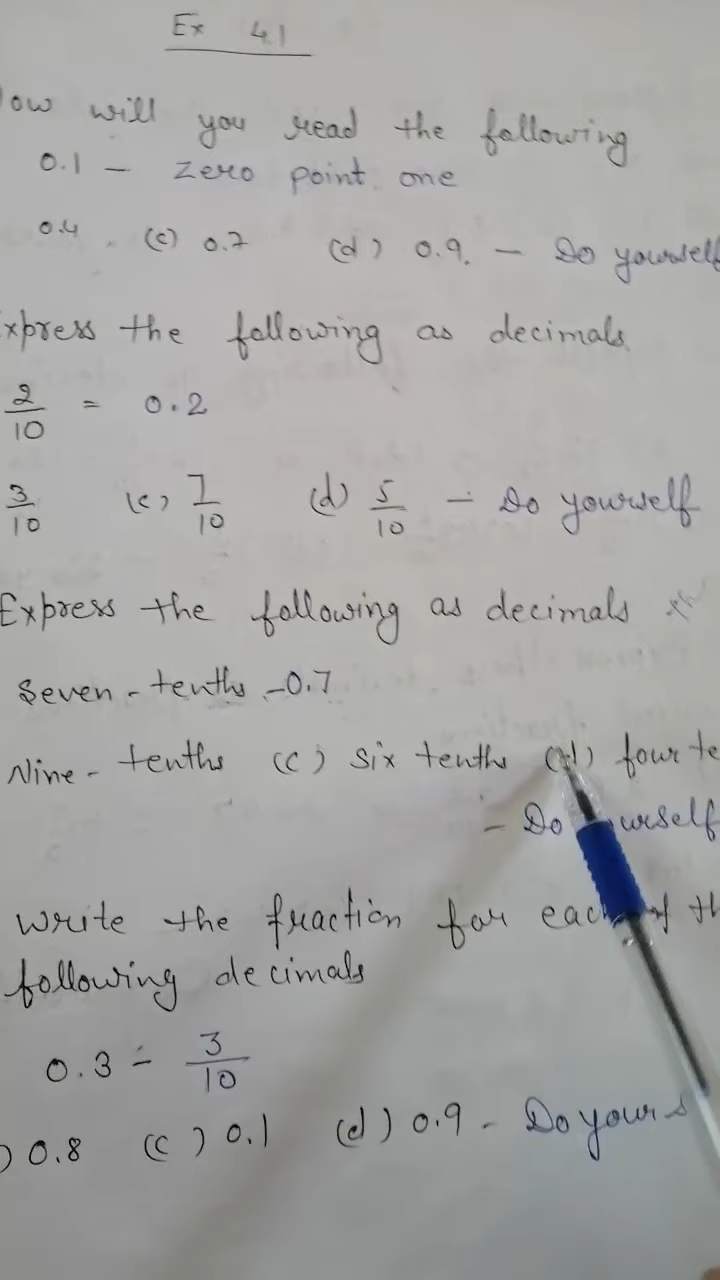 Ex 4.1
ow will you read the following
0.1 - Zero point one
0.4 (c) 0.7 (d) 0.9. - Do yourself
xpress the following as decimals.
2/10 = 0.2
3/10 (c) 7/10 (d) 5/10 - Do yourself
Express the following as decimals
Seven-tenths - 0.7
Nine-tenths (c) six tenths (d) four te
- Do urself
Write the fraction for each of th
following decimals
0.3 = 3/10
) 0.8 (c) 0.1 (d) 0.9 - Do yours